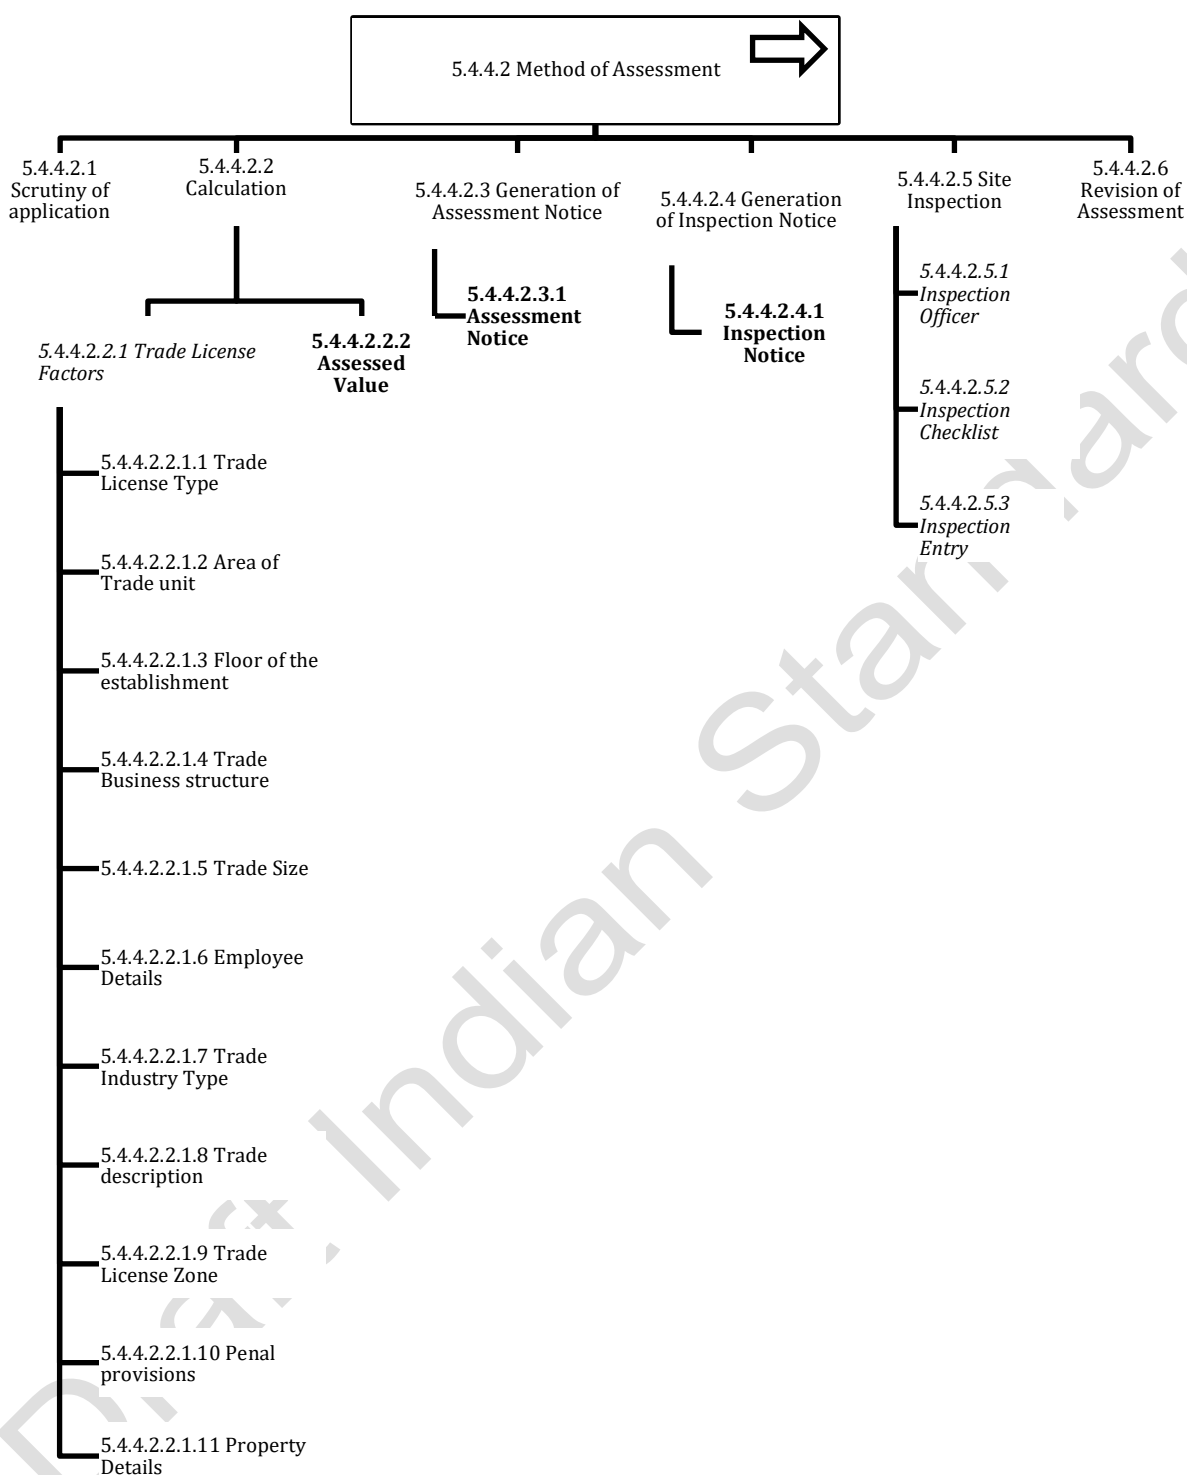 5.4.4.2 Method of Assessment
5.4.4.2.1
Scrutiny of
application
5.4.4.2.2
Calculation
5.4.4.2.3 Generation of
Assessment Notice
5.4.4.2.4 Generation
of Inspection Notice
5.4.4.2.5 Site
Inspection
5.4.4.2.6
Revision of
Assessment
5.4.4.2.2.1 Trade License
Factors
5.4.4.2.2.2
Assessed
Value
5.4.4.2.3.1
Assessment
Notice
5.4.4.2.4.1
Inspection
Notice
5.4.4.2.5.1
Inspection
Officer
5.4.4.2.5.2
Inspection
Checklist
5.4.4.2.5.3
Inspection
Entry
5.4.4.2.2.1.1 Trade
License Type
5.4.4.2.2.1.2 Area of
Trade unit
5.4.4.2.2.1.3 Floor of the
establishment
5.4.4.2.2.1.4 Trade
Business structure
5.4.4.2.2.1.5 Trade Size
5.4.4.2.2.1.6 Employee
Details
5.4.4.2.2.1.7 Trade
Industry Type
5.4.4.2.2.1.8 Trade
description
5.4.4.2.2.1.9 Trade
License Zone
5.4.4.2.2.1.10 Penal
provisions
5.4.4.2.2.1.11 Property
Details
Draft Indian Standard